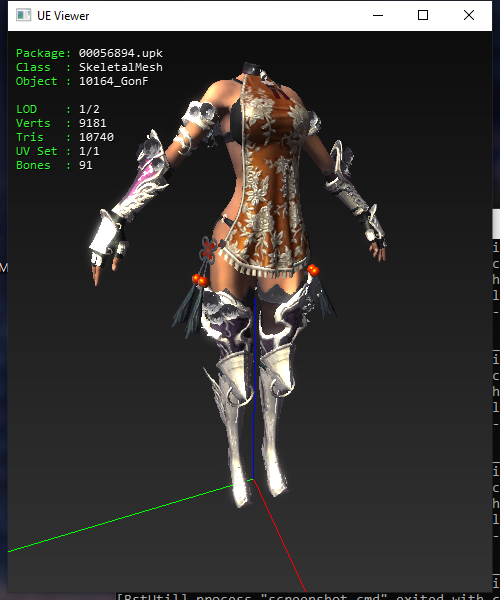 UE Viewer
Package: 00056894.upk
Class  : SkeletalMesh
Object : 10164_GonF
LOD    : 1/2
Verts  : 9181
Tris   : 10740
UV Set : 1/1
Bones  : 91
M
i
c
h
l
-
i
c
h
l
-
i
c
h
l
-
i
[BstUtil] process "screenshot.cmd" exited with c